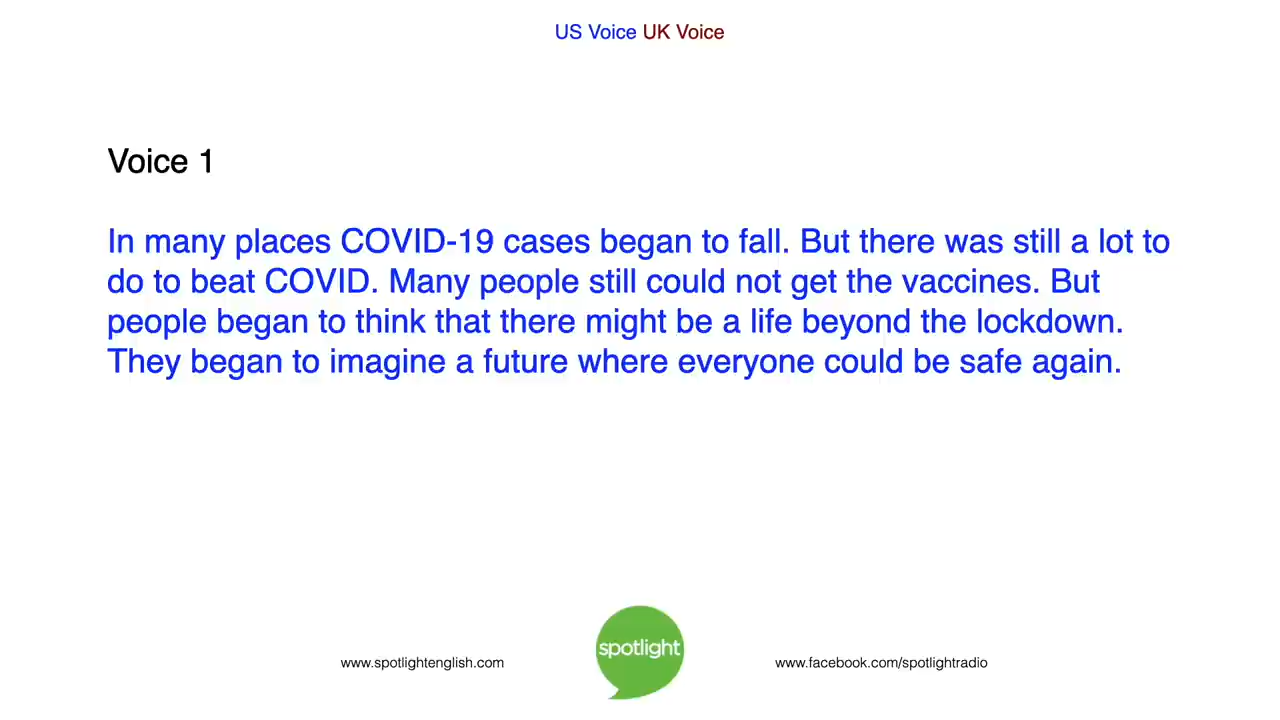 US Voice UK Voice
Voice 1
In many places COVID-19 cases began to fall. But there was still a lot to
do to beat COVID. Many people still could not get the vaccines. But
people began to think that there might be a life beyond the lockdown.
They began to imagine a future where everyone could be safe again.
www.spotlightenglish.com
spotlight
www.facebook.com/spotlightradio